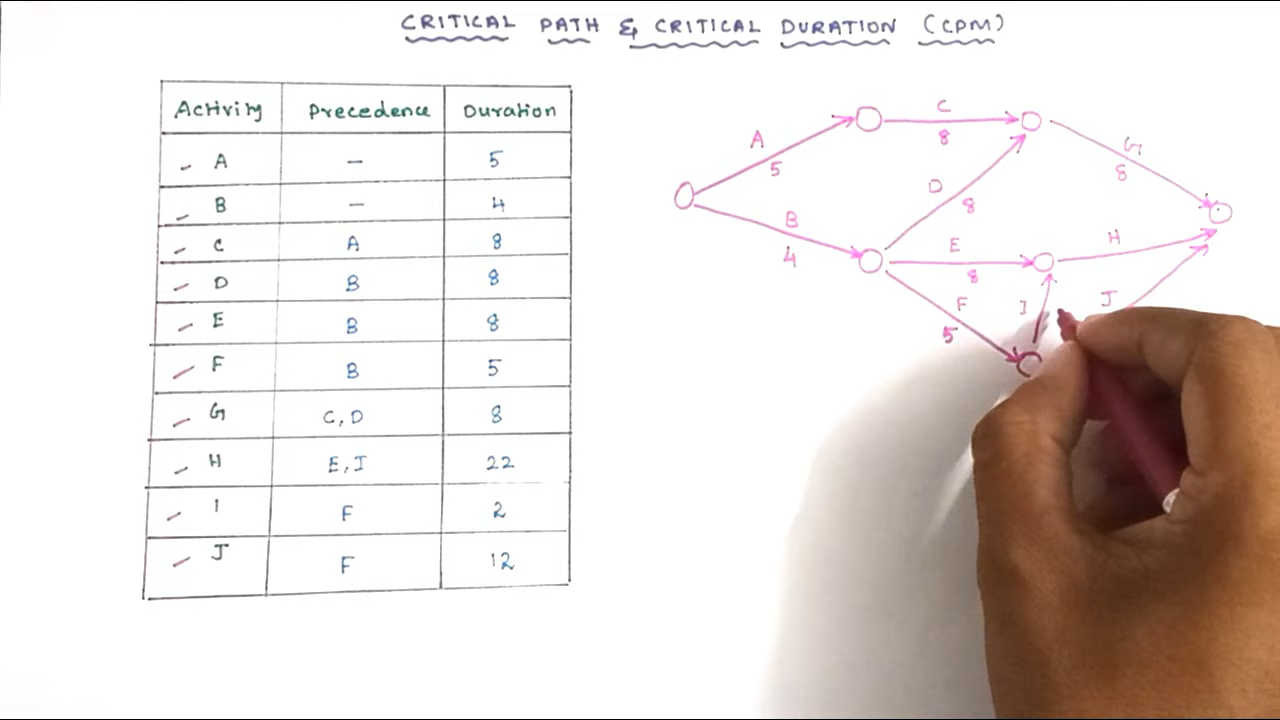 CRITICAL PATH & CRITICAL DURATION (CPM)
Activity Precedence Duration
A — 5
B — 4
C A 8
D B 8
E B 8
F B 5
G C, D 8
H E, I 22
I F 2
J F 12
A
5
B
4
C
8
D
8
E
8
F
5
G
8
H
I
J